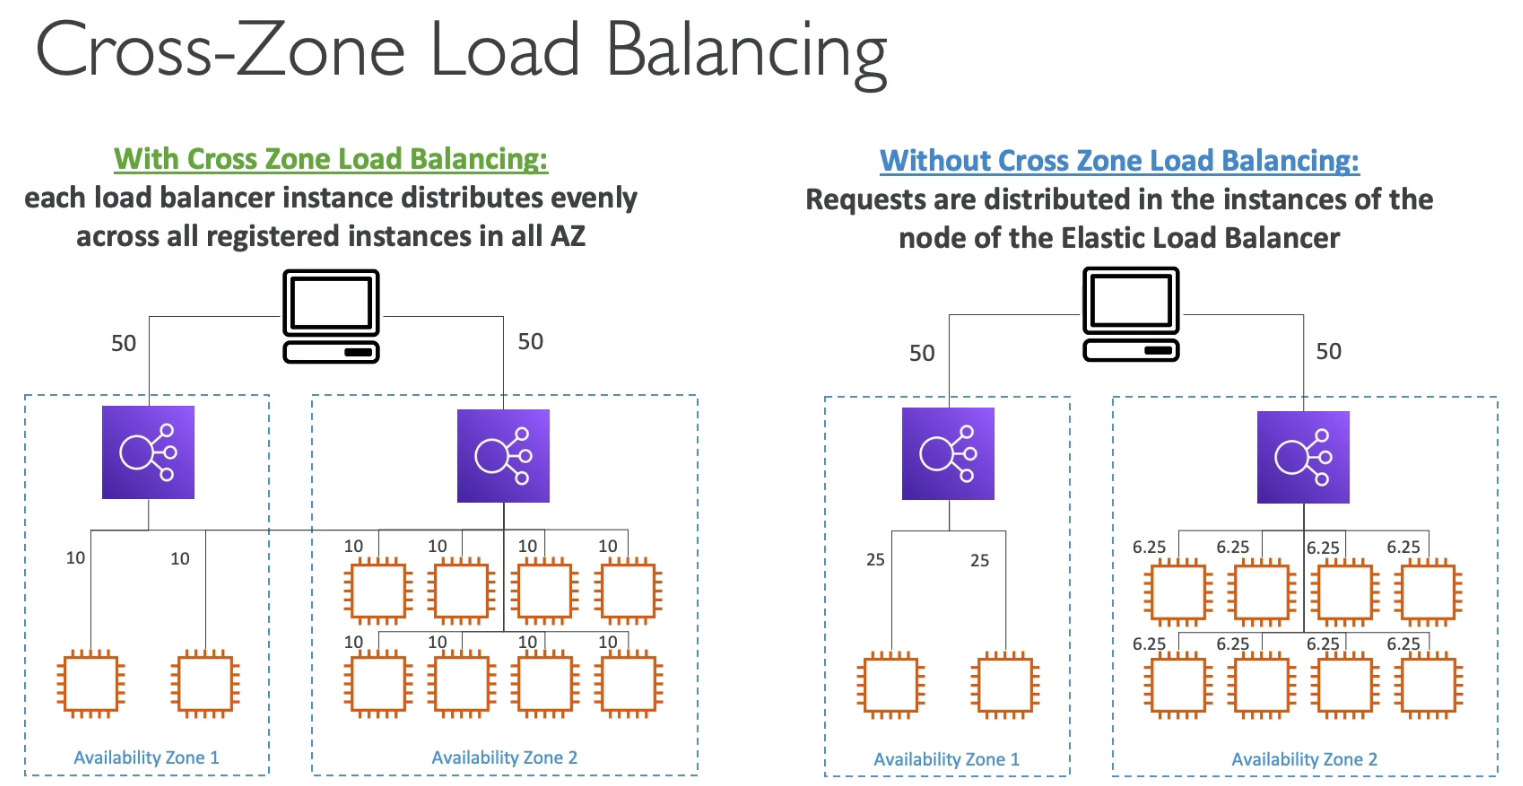 Cross-Zone Load Balancing
With Cross Zone Load Balancing:
each load balancer instance distributes evenly
across all registered instances in all AZ
50
50
10
10
10
10
10
10
10
10
10
10
Availability Zone 1
Availability Zone 2
Without Cross Zone Load Balancing:
Requests are distributed in the instances of the
node of the Elastic Load Balancer
50
50
25
25
6.25
6.25
6.25
6.25
6.25
6.25
6.25
6.25
Availability Zone 1
Availability Zone 2